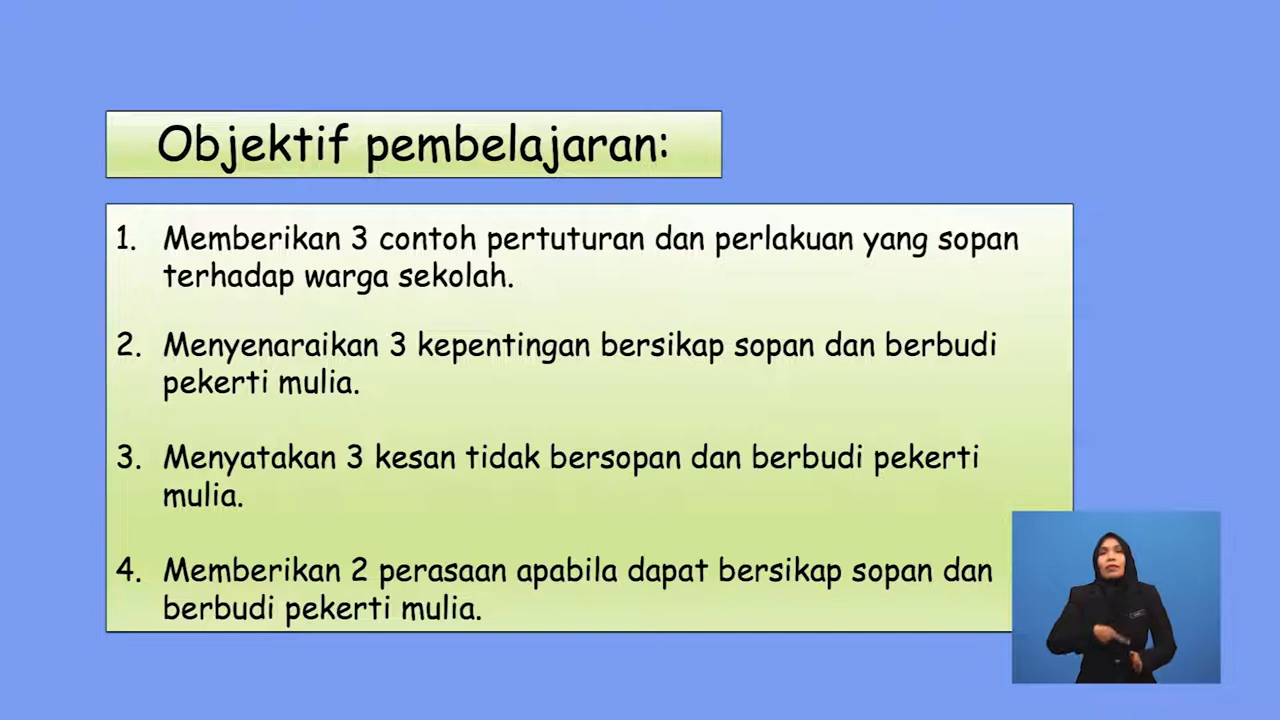 Objektif pembelajaran:
1. Memberikan 3 contoh pertuturan dan perlakuan yang sopan
terhadap warga sekolah.
2. Menyenaraikan 3 kepentingan bersikap sopan dan berbudi
pekerti mulia.
3. Menyatakan 3 kesan tidak bersopan dan berbudi pekerti
mulia.
4. Memberikan 2 perasaan apabila dapat bersikap sopan dan
berbudi pekerti mulia.